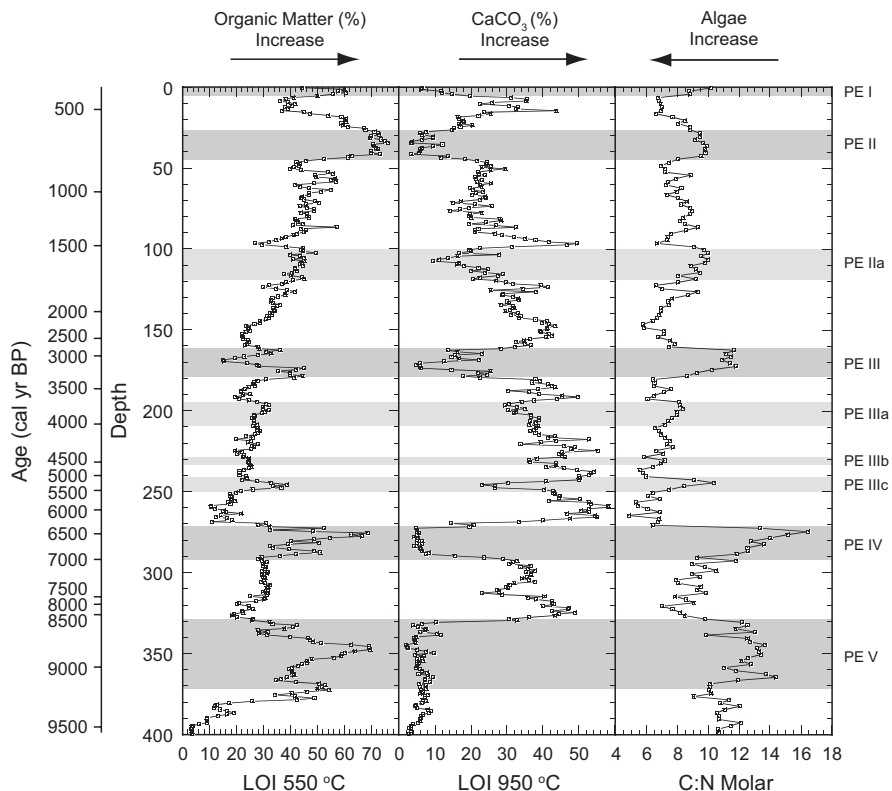 Organic Matter (%)
Increase
CaCO3 (%)
Increase
Algae
Increase
Age (cal yr BP)
500
1000
1500
2000
2500
3000
3500
4000
4500
5000
5500
6000
6500
7000
7500
8000
8500
9000
9500
Depth
0
50
100
150
200
250
300
350
400
PE I
PE II
PE IIa
PE III
PE IIIa
PE IIIb
PE IIIc
PE IV
PE V
0 10 20 30 40 50 60 70
0 10 20 30 40 50
4 6 8 10 12 14 16 18
LOI 550 ºC
LOI 950 ºC
C:N Molar